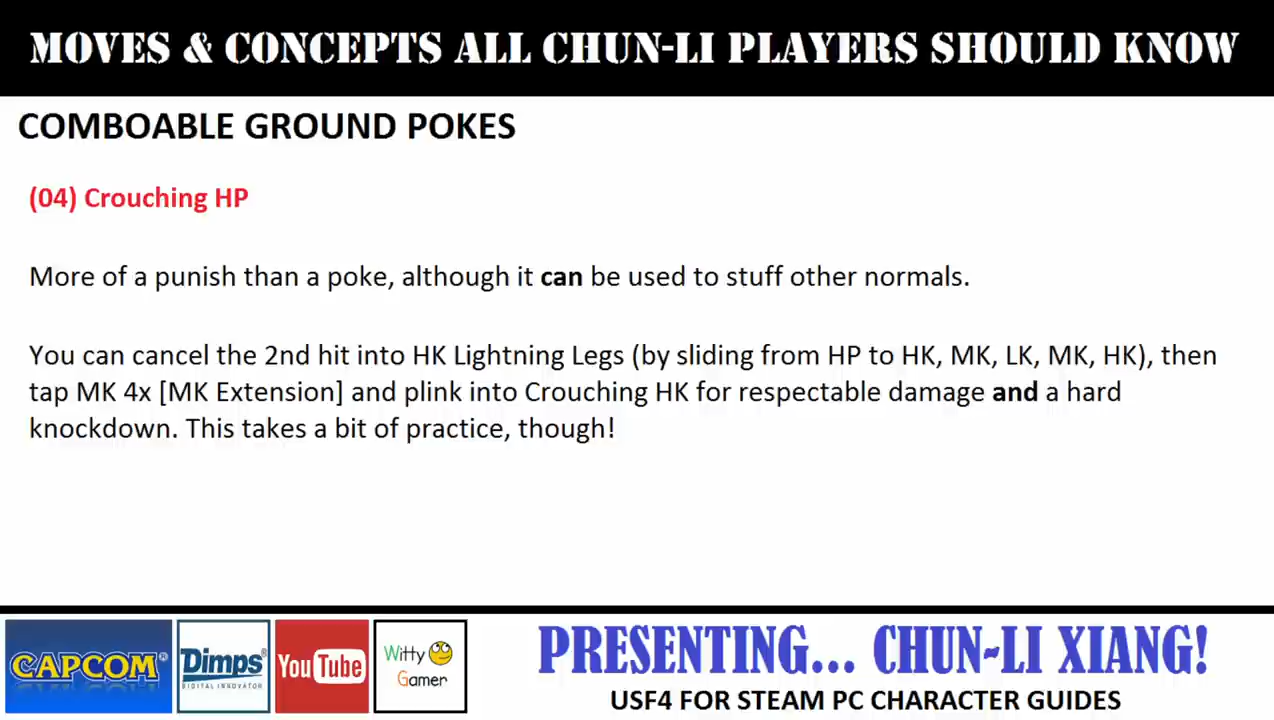 MOVES & CONCEPTS ALL CHUN-LI PLAYERS SHOULD KNOW
COMBOABLE GROUND POKES
(04) Crouching HP
More of a punish than a poke, although it can be used to stuff other normals.
You can cancel the 2nd hit into HK Lightning Legs (by sliding from HP to HK, MK, LK, MK, HK), then
tap MK 4x [MK Extension] and plink into Crouching HK for respectable damage and a hard
knockdown. This takes a bit of practice, though!
CAPCOM®
Dimps®
DIGITAL INNOVATOR
YouTube
Witty
Gamer
PRESENTING... CHUN-LI XIANG!
USF4 FOR STEAM PC CHARACTER GUIDES